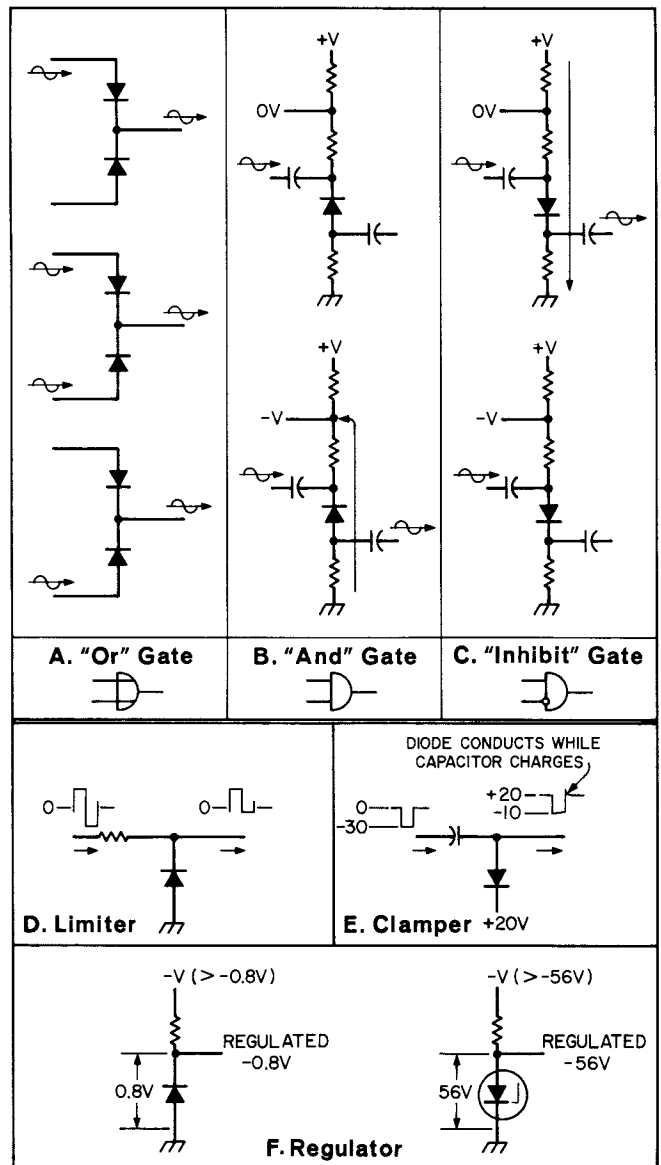 +V
0V
+V
-V
+V
0V
+V
-V
A. "Or" Gate
B. "And" Gate
C. "Inhibit" Gate
0
0
D. Limiter
DIODE CONDUCTS WHILE
CAPACITOR CHARGES
0
-30
+20
-10
E. Clamper +20V
-V (>-0.8V)
REGULATED
-0.8V
0.8V
-V (>-56V)
REGULATED
-56V
56V
F. Regulator